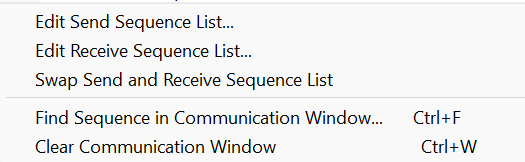 Edit Send Sequence List...
Edit Receive Sequence List...
Swap Send and Receive Sequence List
Find Sequence in Communication Window... Ctrl+F
Clear Communication Window Ctrl+W